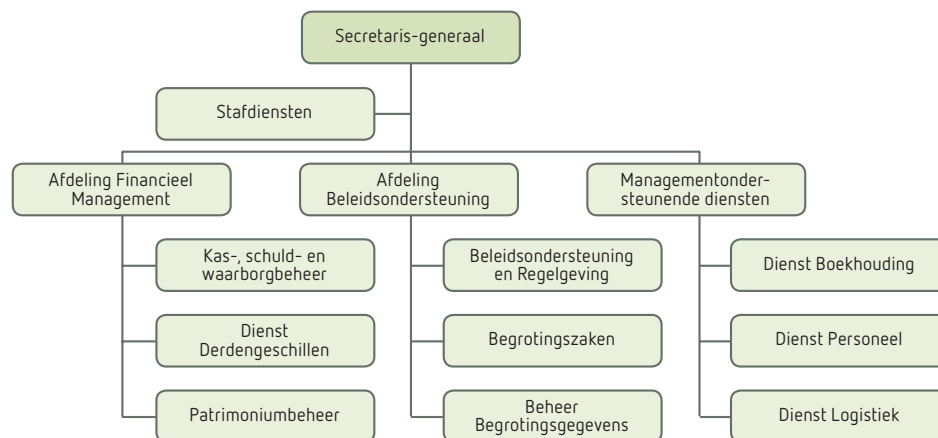 Secretaris-generaal
Stafdiensten
Afdeling Financieel
Management
Afdeling
Beleidsondersteuning
Managementonder-
steunende diensten
Kas-, schuld- en
waarborgbeheer
Beleidsondersteuning
en Regelgeving
Dienst Boekhouding
Dienst
Derdengeschillen
Begrotingszaken
Dienst Personeel
Patrimoniumbeheer
Beheer
Begrotingsgegevens
Dienst Logistiek